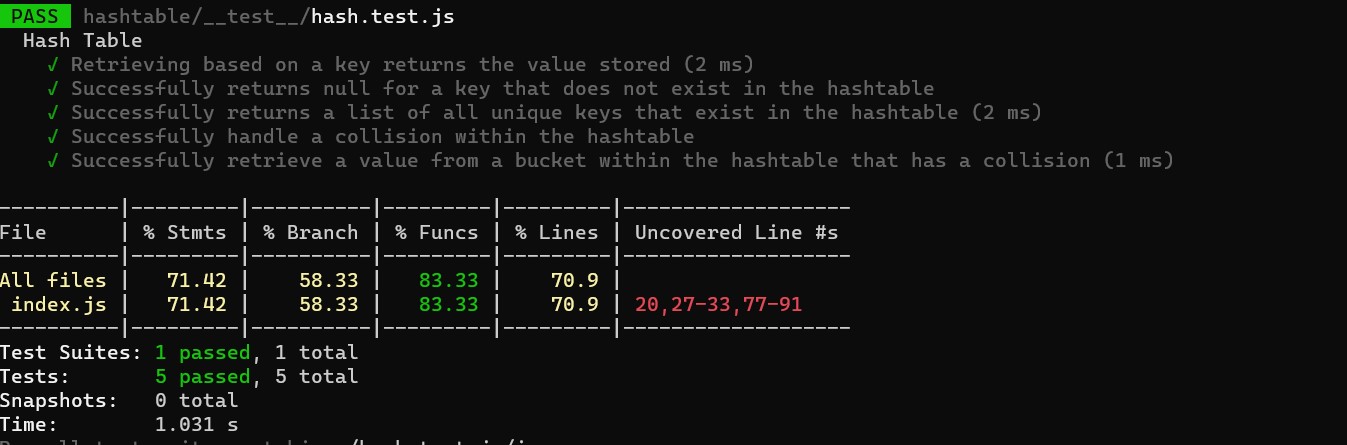 PASS hashtable/__test__/hash.test.js
Hash Table
√ Retrieving based on a key returns the value stored (2 ms)
√ Successfully returns null for a key that does not exist in the hashtable
√ Successfully returns a list of all unique keys that exist in the hashtable (2 ms)
√ Successfully handle a collision within the hashtable
√ Successfully retrieve a value from a bucket within the hashtable that has a collision (1 ms)
----------|---------|----------|---------|---------|-------------------
File | % Stmts | % Branch | % Funcs | % Lines | Uncovered Line #s
----------|---------|----------|---------|---------|-------------------
All files | 71.42 | 58.33 | 83.33 | 70.9 |
index.js | 71.42 | 58.33 | 83.33 | 70.9 | 20,27-33,77-91
----------|---------|----------|---------|---------|-------------------
Test Suites: 1 passed, 1 total
Tests: 5 passed, 5 total
Snapshots: 0 total
Time: 1.031 s